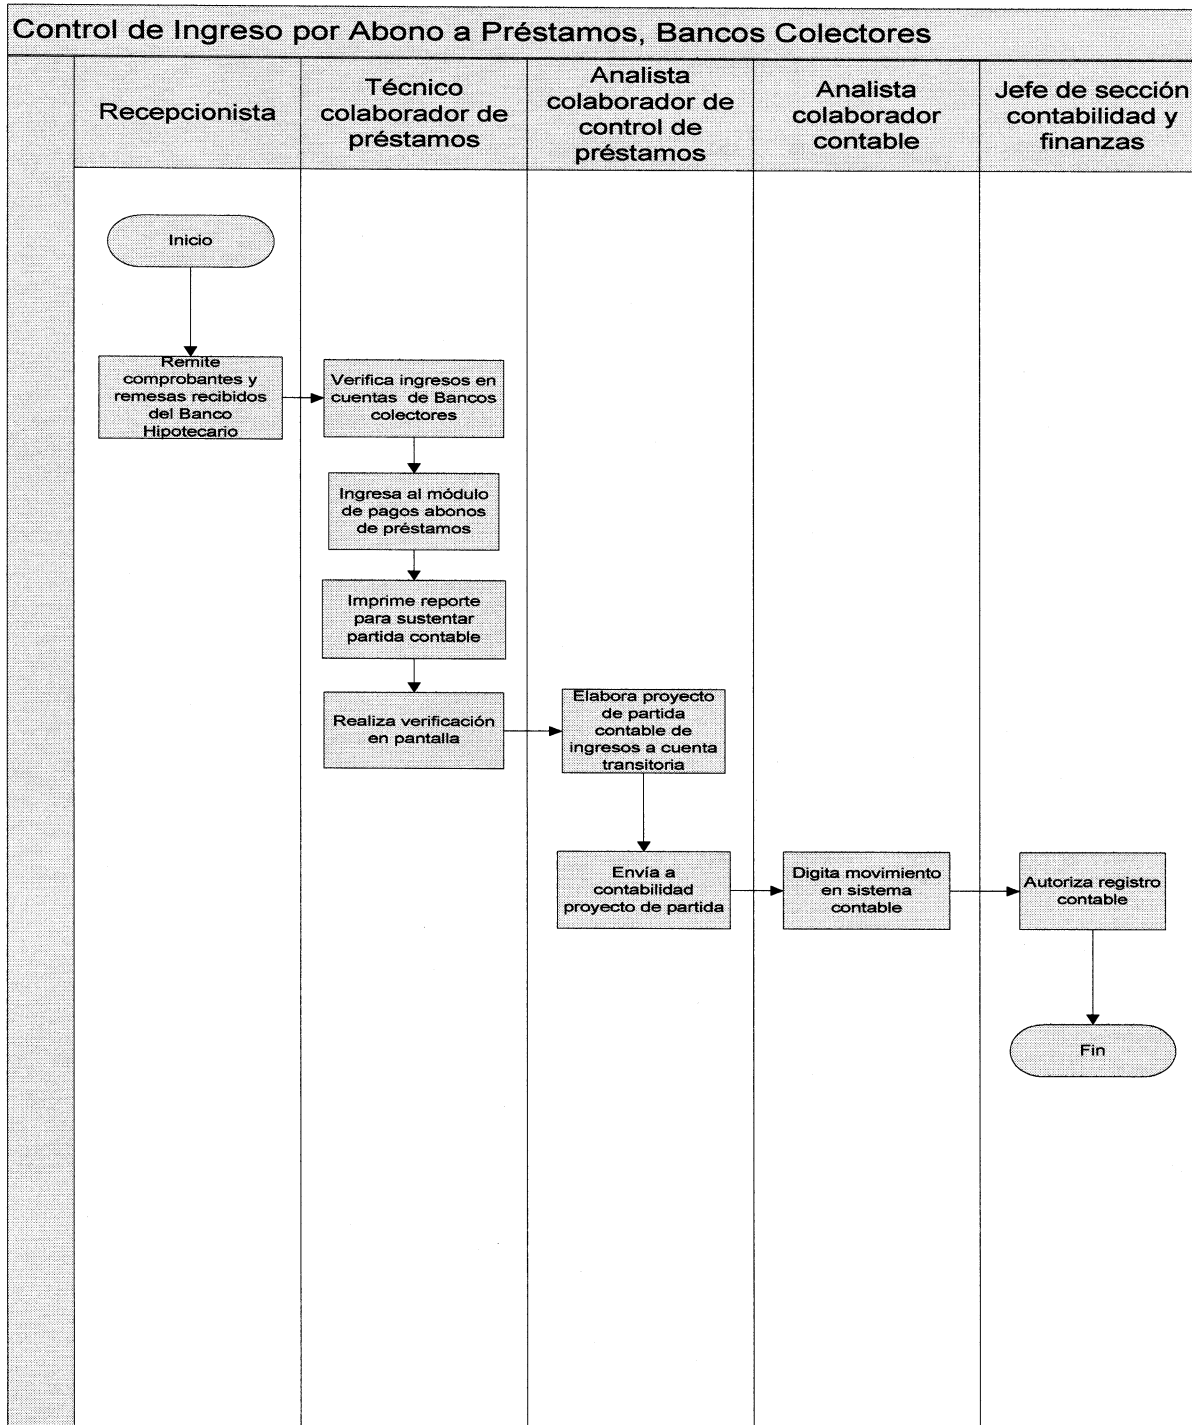 Control de Ingreso por Abono a Préstamos, Bancos Colectores
Recepcionista
Técnico
colaborador de
préstamos
Analista
colaborador de
control de
préstamos
Analista
colaborador
contable
Jefe de sección
contabilidad y
finanzas
Inicio
Remite
comprobantes y
remesas recibidos
del Banco
Hipotecario
Verifica ingresos en
cuentas de Bancos
colectores
Ingresa al módulo
de pagos abonos
de préstamos
Imprime reporte
para sustentar
partida contable
Realiza verificación
en pantalla
Elabora proyecto
de partida
contable de
ingresos a cuenta
transitoria
Envía a
contabilidad
proyecto de partida
Digita movimiento
en sistema
contable
Autoriza registro
contable
Fin